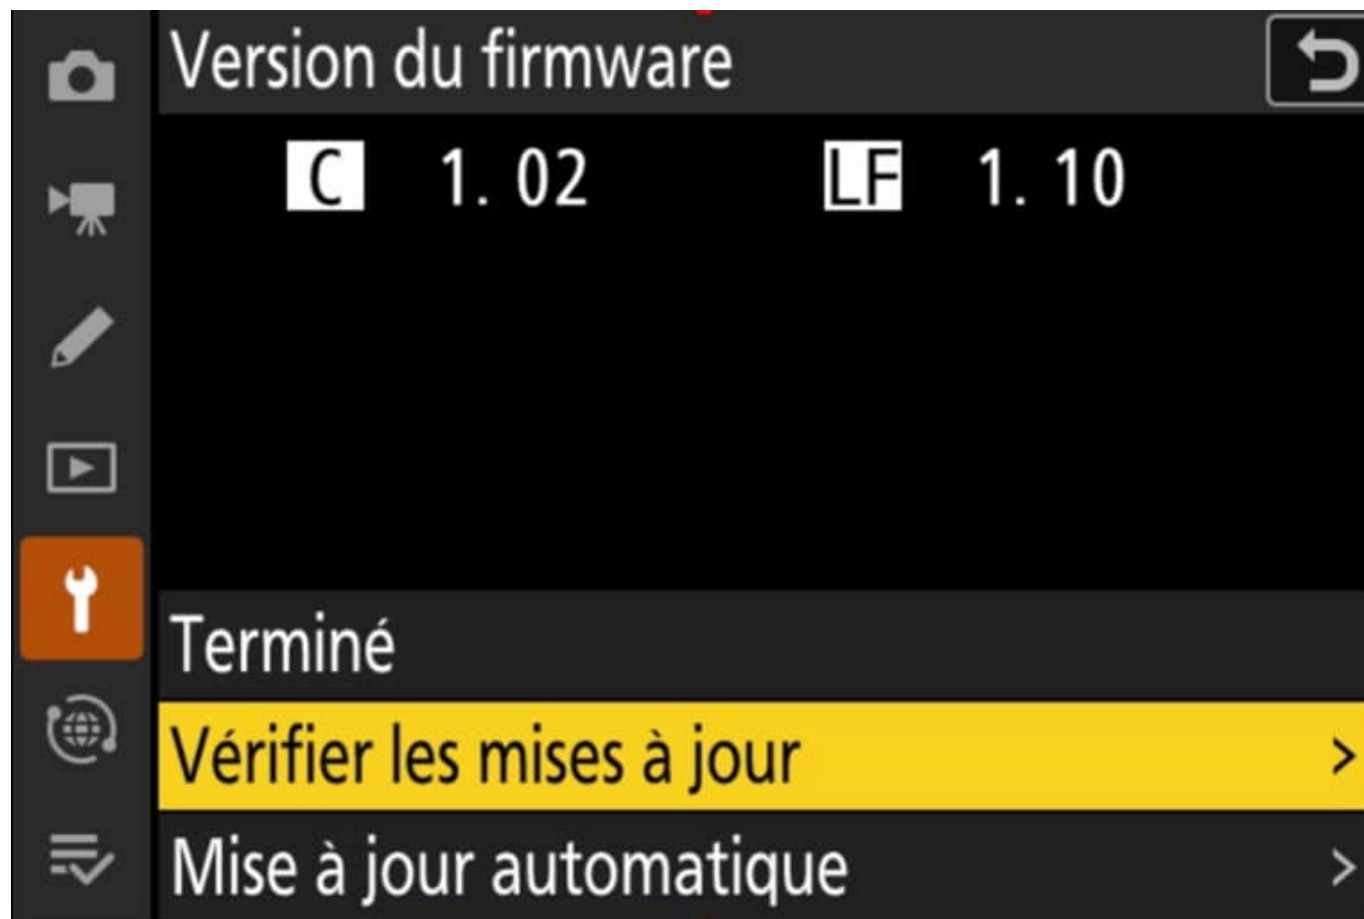 Version du firmware
C 1. 02 LF 1. 10
Terminé
Vérifier les mises à jour >
Mise à jour automatique >